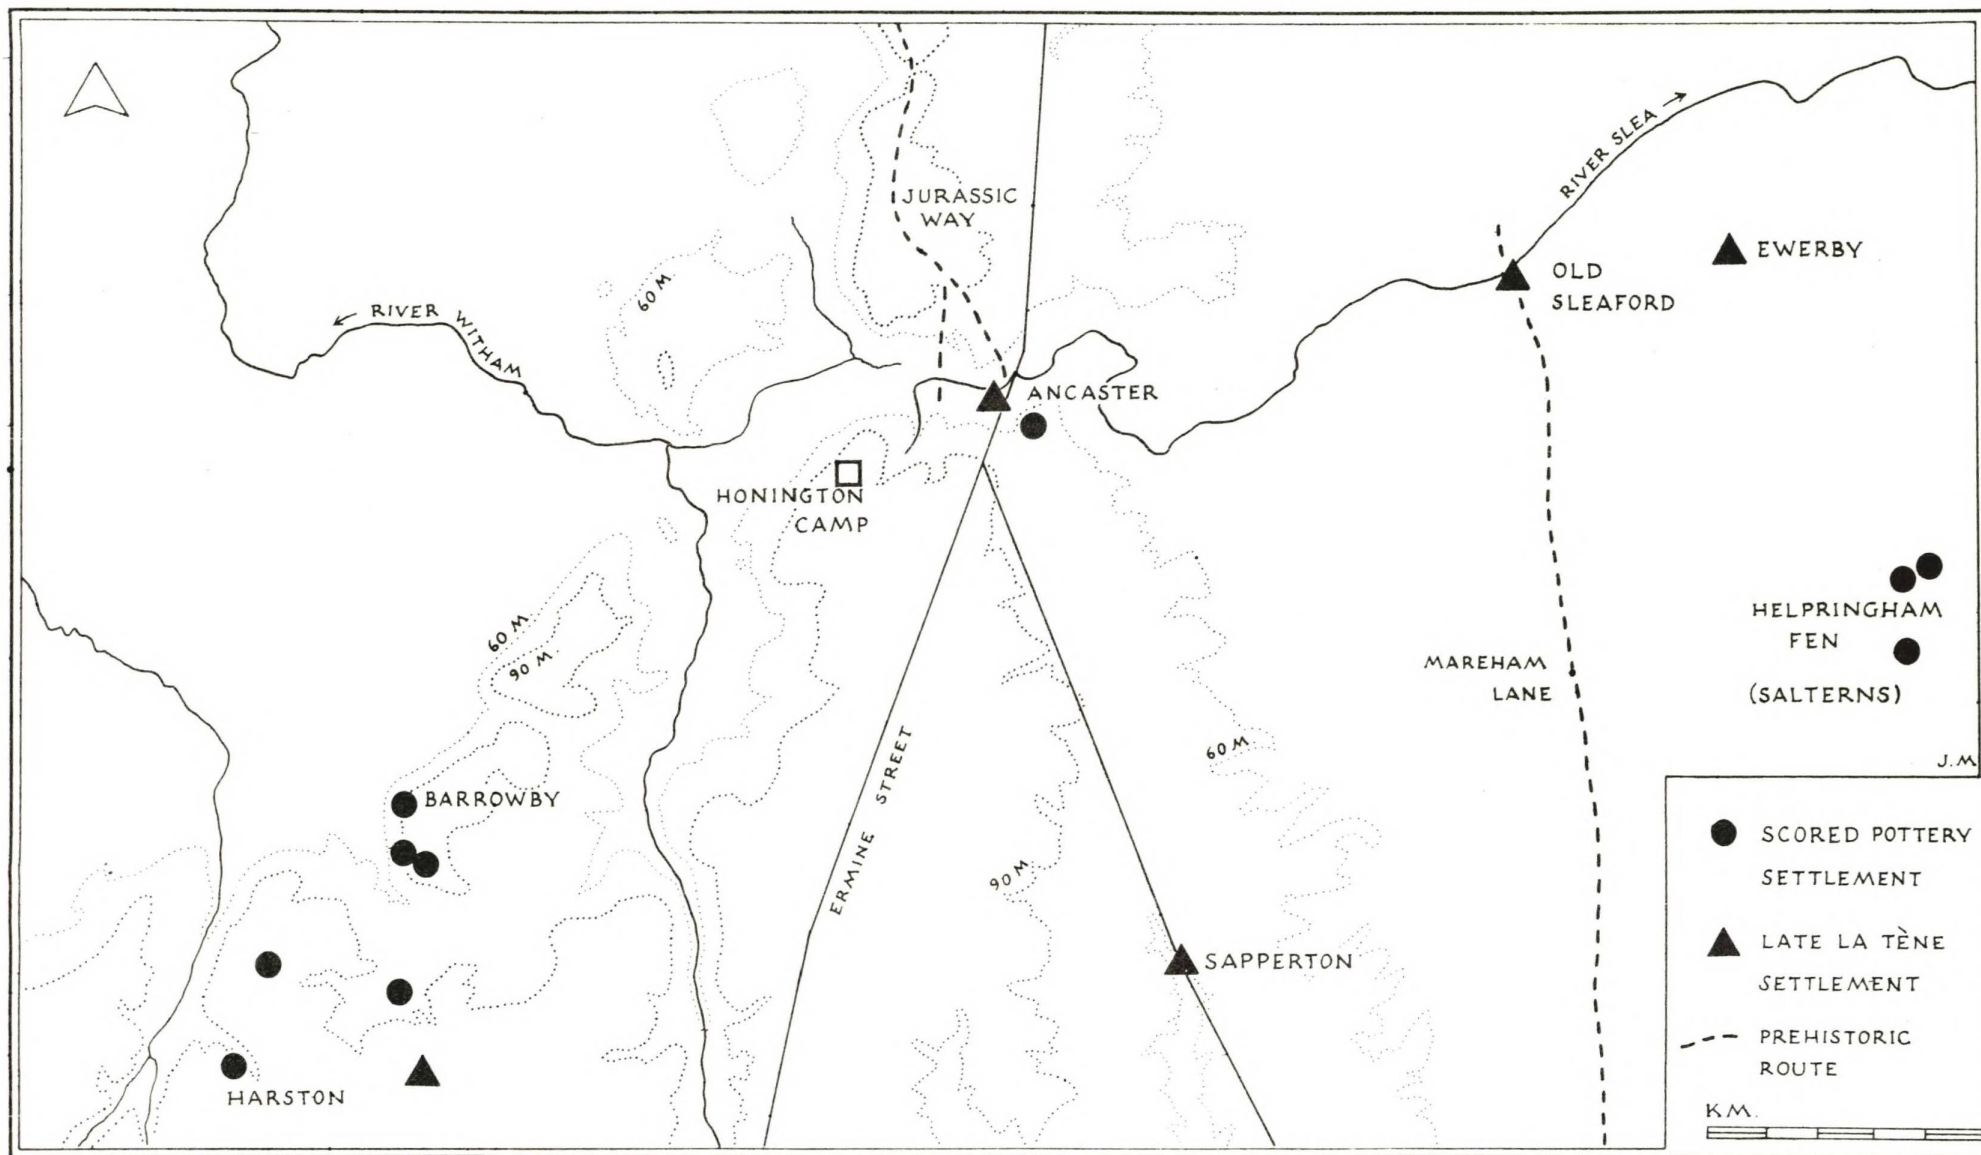 JURASSIC
WAY
RIVER SLEA →
EWERBY
OLD
SLEAFORD
60 M
← RIVER WITHAM
ANCASTER
HONINGTON
CAMP
HELPRINGHAM
FEN
(SALTERNS)
60 M
90 M
MAREHAM
LANE
60 M
J.M
ERMINE STREET
BARROWBY
90 M
SAPPERTON
HARSTON
SCORED POTTERY
SETTLEMENT
LATE LA TÈNE
SETTLEMENT
PREHISTORIC
ROUTE
KM.